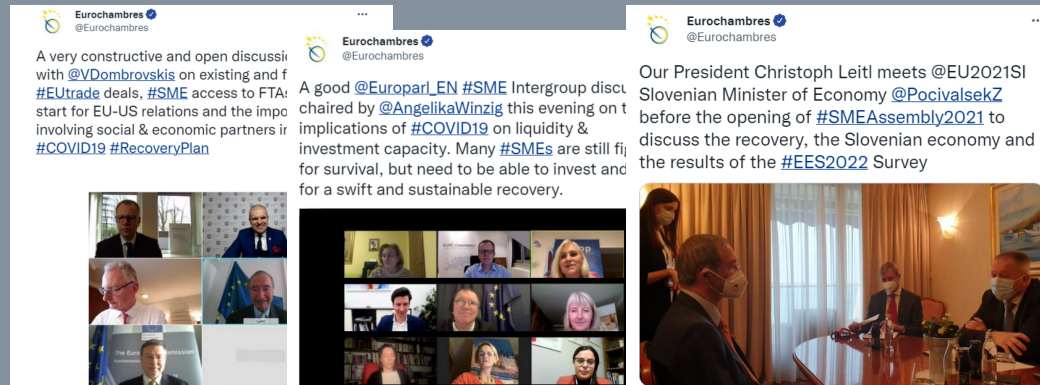 Eurochambres
@Eurochambres
A very constructive and open
with @VDombrovskis on existing and
#EUtrade deals, #SME access to FTAs
start for EU-US relations and the
involving social & economic partners
#COVID19 #RecoveryPlan
Eurochambres
@Eurochambres
A good @Europarl_EN #SME Intergroup
chaired by @AngelikaWinzig this evening on
implications of #COVID19 on liquidity &
investment capacity. Many #SMEs are still
for survival, but need to be able to invest and
for a swift and sustainable recovery.
Eurochambres
@Eurochambres
Our President Christoph Leitl meets @EU2021SI
Slovenian Minister of Economy @PocivalsekZ
before the opening of #SMEAssembly2021 to
discuss the recovery, the Slovenian economy and
the results of the #EES2022 Survey